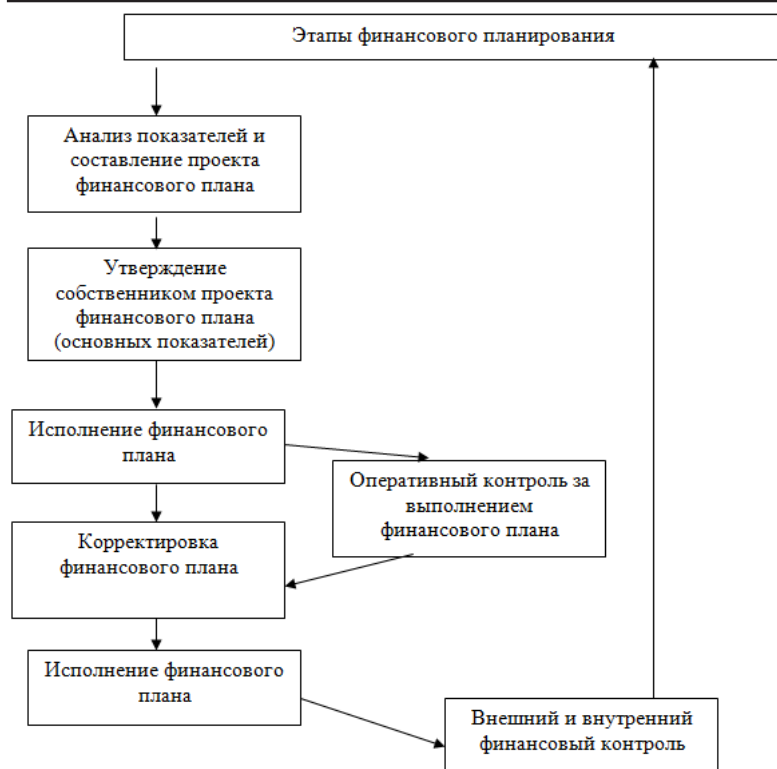 Этапы финансового планирования
Анализ показателей и
составление проекта
финансового плана
Утверждение
собственником проекта
финансового плана
(основных показателей)
Исполнение финансового
плана
Оперативный контроль за
выполнением
финансового плана
Корректировка
финансового плана
Исполнение финансового
плана
Внешний и внутренний
финансовый контроль